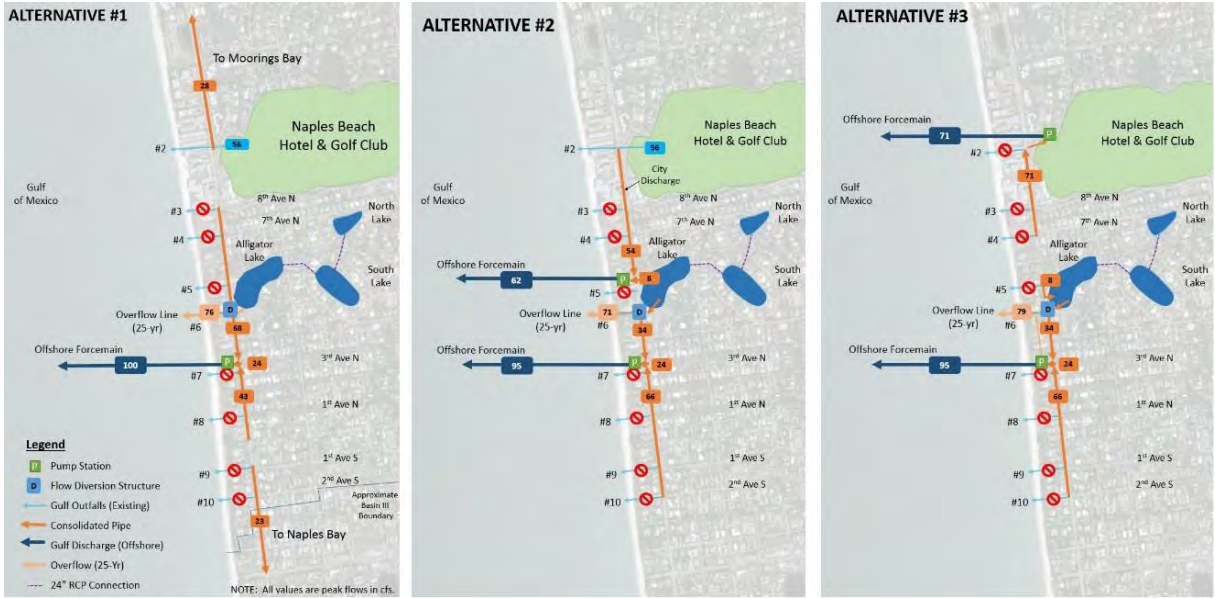 ALTERNATIVE #1
To Moorings Bay
28
Naples Beach
Hotel & Golf Club
#2
56
Gulf
of Mexico
8th Ave N
#3
7th Ave N
North
Lake
#4
Alligator
Lake
South
Lake
#5
76
D
Overflow Line
(25-yr)
#6
68
Offshore Forcemain
100
P
24
3rd Ave N
#7
43
1st Ave N
#8
Legend
P
Pump Station
D
Flow Diversion Structure
Gulf Outfalls (Existing)
Consolidated Pipe
Gulf Discharge (Offshore)
Overflow (25-Yr)
24" RCP Connection
1st Ave S
#9
2nd Ave S
#10
Approximate
Basin III
Boundary
23
To Naples Bay
NOTE: All values are peak flows in cfs.
ALTERNATIVE #2
Naples Beach
Hotel & Golf Club
#2
56
City
Discharge
Gulf
of Mexico
8th Ave N
#3
7th Ave N
North
Lake
#4
54
Alligator
Lake
Offshore Forcemain
62
P
8
South
Lake
#5
Overflow Line
(25-yr)
71
D
#6
34
Offshore Forcemain
95
P
24
3rd Ave N
#7
66
1st Ave N
#8
1st Ave S
#9
2nd Ave S
#10
ALTERNATIVE #3
Offshore Forcemain
71
P
Naples Beach
Hotel & Golf Club
#2
71
Gulf
of Mexico
8th Ave N
#3
7th Ave N
North
Lake
#4
Alligator
Lake
South
Lake
#5
8
Overflow Line
(25-yr)
79
D
#6
34
Offshore Forcemain
95
P
24
3rd Ave N
#7
66
1st Ave N
#8
1st Ave S
#9
2nd Ave S
#10